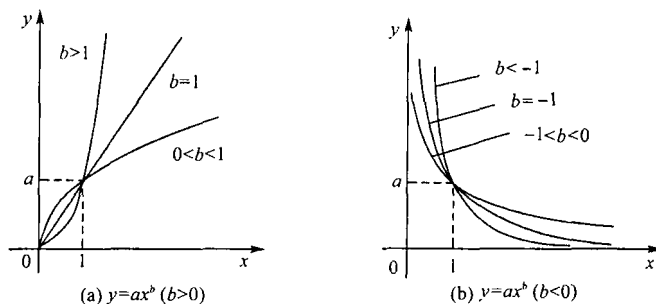 y
b>1
b=1
0<b<1
a
0
1
x
(a) y=ax^b (b>0)
y
b<-1
b=-1
-1<b<0
a
0
1
x
(b) y=ax^b (b<0)